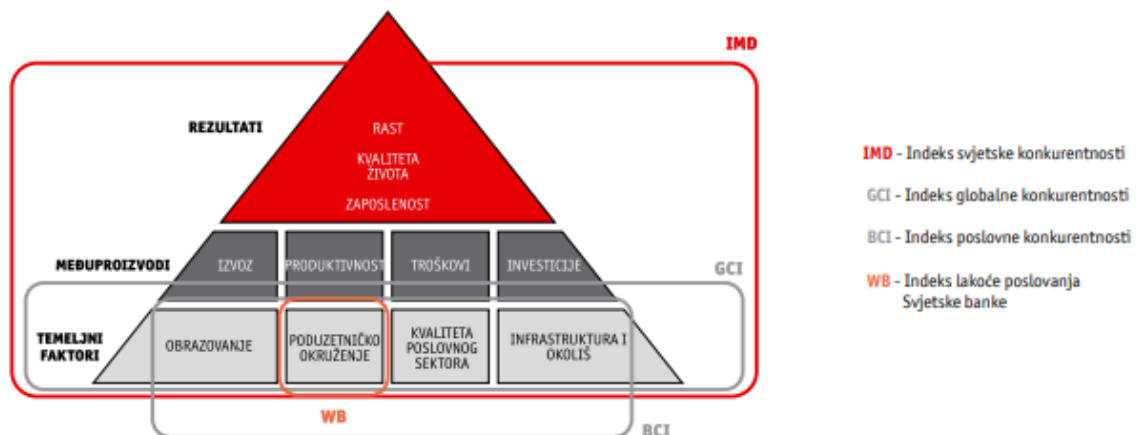 IMD
REZULTATI
RAST
KVALITETA
ŽIVOTA
ZAPOSLENOST
MEĐUPROIZVODI
IZVOZ
PRODUKTIVNOST
TROŠKOVI
INVESTICIJE
GCI
TEMELJNI
FAKTORI
OBRAZOVANJE
PODUZETNIČKO
OKRUŽENJE
KVALITETA
POSLOVNOG
SEKTORA
INFRASTRUKTURA I
OKOLIŠ
WB
BCI
IMD - Indeks svjetske konkurentnosti
GCI - Indeks globalne konkurentnosti
BCI - Indeks poslovne konkurentnosti
WB - Indeks lakoće poslovanja
Svjetske banke